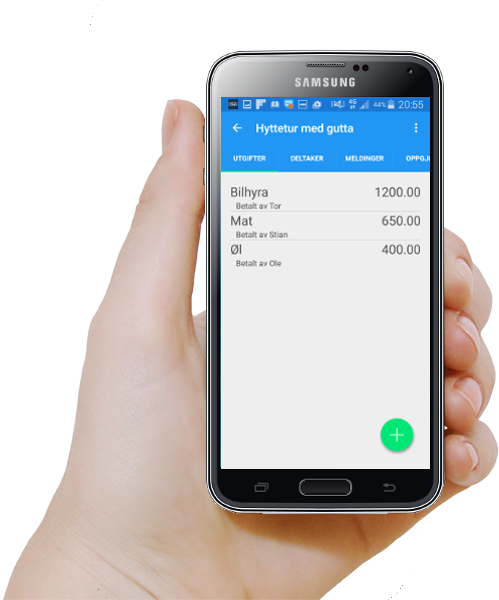 SAMSUNG
44% 20:55
Hyttetur med gutta
UTGIFTER DELTAKER MELDINGER OPPGJ
Bilhyra 1200.00
Betalt av Tor
Mat 650.00
Betalt av Stian
Øl 400.00
Betalt av Ole